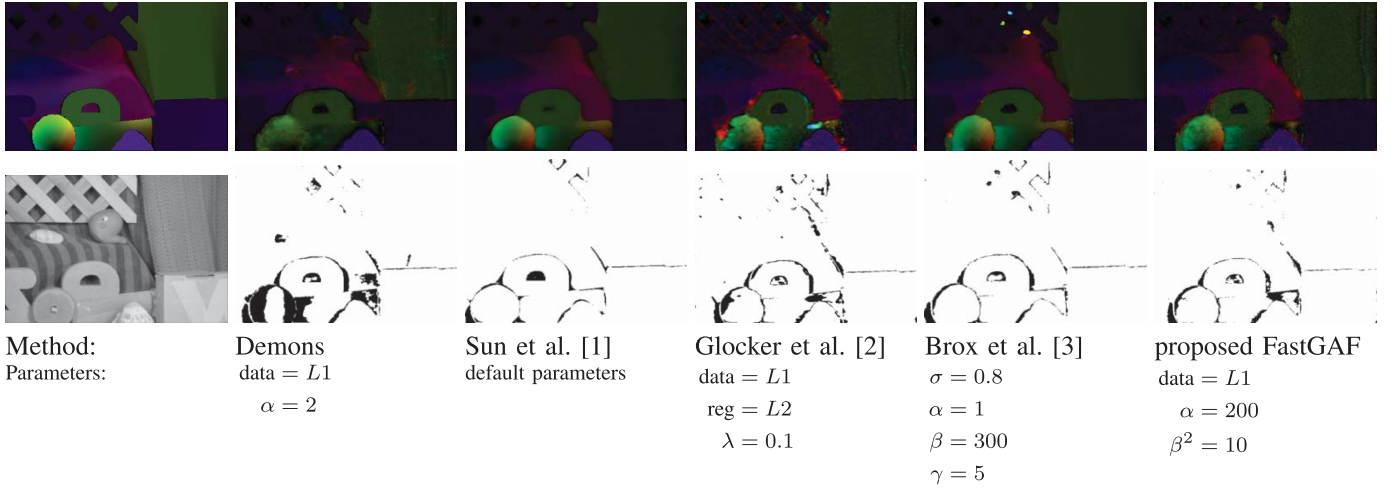 Method: Demons Sun et al. [1] Glocker et al. [2] Brox et al. [3] proposed FastGAF
Parameters: data = L1 default parameters data = L1 σ = 0.8 data = L1
α = 2 reg = L2 α = 1 α = 200
λ = 0.1 β = 300 β² = 10
γ = 5